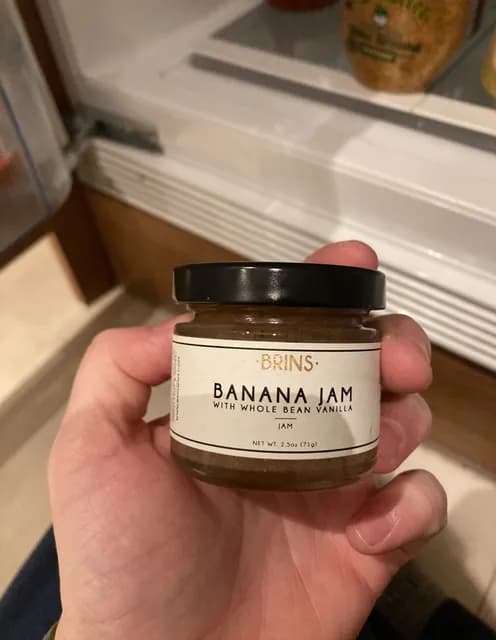 ·BRINS·
BANANA JAM
WITH WHOLE BEAN VANILLA
JAM
NET WT. 2.5oz (71g)